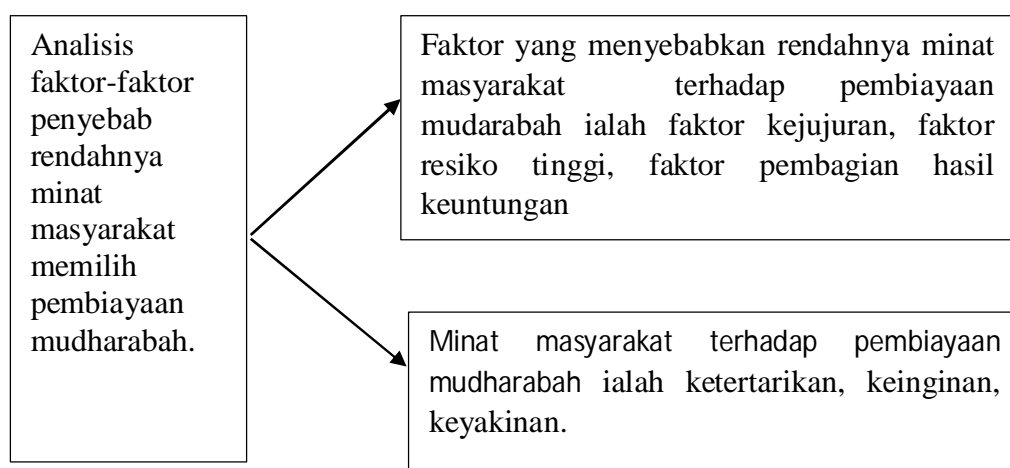 Analisis
faktor-faktor
penyebab
rendahnya
minat
masyarakat
memilih
pembiayaan
mudharabah.
Faktor yang menyebabkan rendahnya minat
masyarakat terhadap pembiayaan
mudarabah ialah faktor kejujuran, faktor
resiko tinggi, faktor pembagian hasil
keuntungan
Minat masyarakat terhadap pembiayaan
mudharabah ialah ketertarikan, keinginan,
keyakinan.